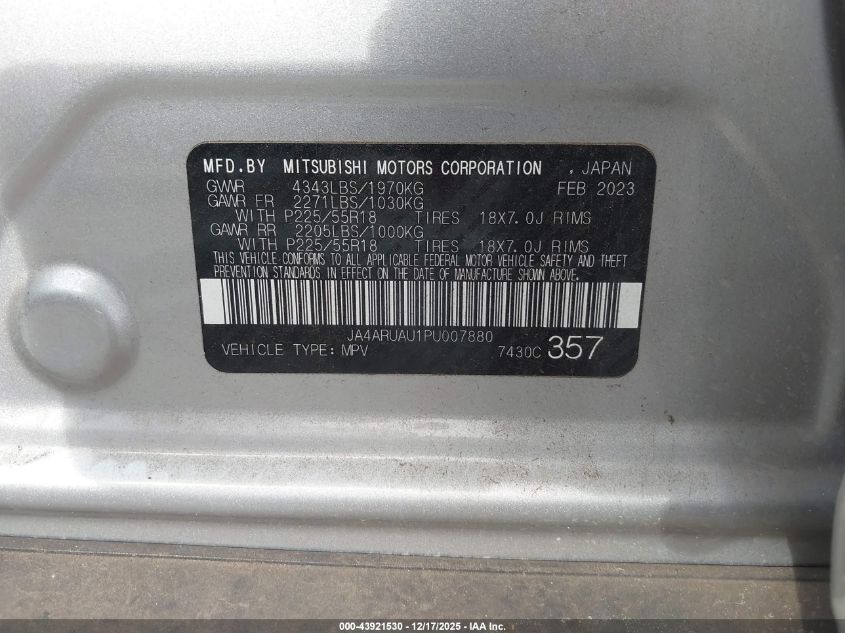 MFD.BY MITSUBISHI MOTORS CORPORATION , JAPAN
GVWR 4343LBS/1970KG FEB 2023
GAWR FR 2271LBS/1030KG
WITH P225/55R18 TIRES 18X7.0J RIMS
GAWR RR 2205LBS/1000KG
WITH P225/55R18 TIRES 18X7.0J RIMS
THIS VEHICLE CONFORMS TO ALL APPLICABLE FEDERAL MOTOR VEHICLE SAFETY AND THEFT
PREVENTION STANDARDS IN EFFECT ON THE DATE OF MANUFACTURE SHOWN ABOVE.
JA4ARUAU1PU007880
VEHICLE TYPE:MPV 7430C 357
000-43921530 - 12/17/2025 - IAA Inc.